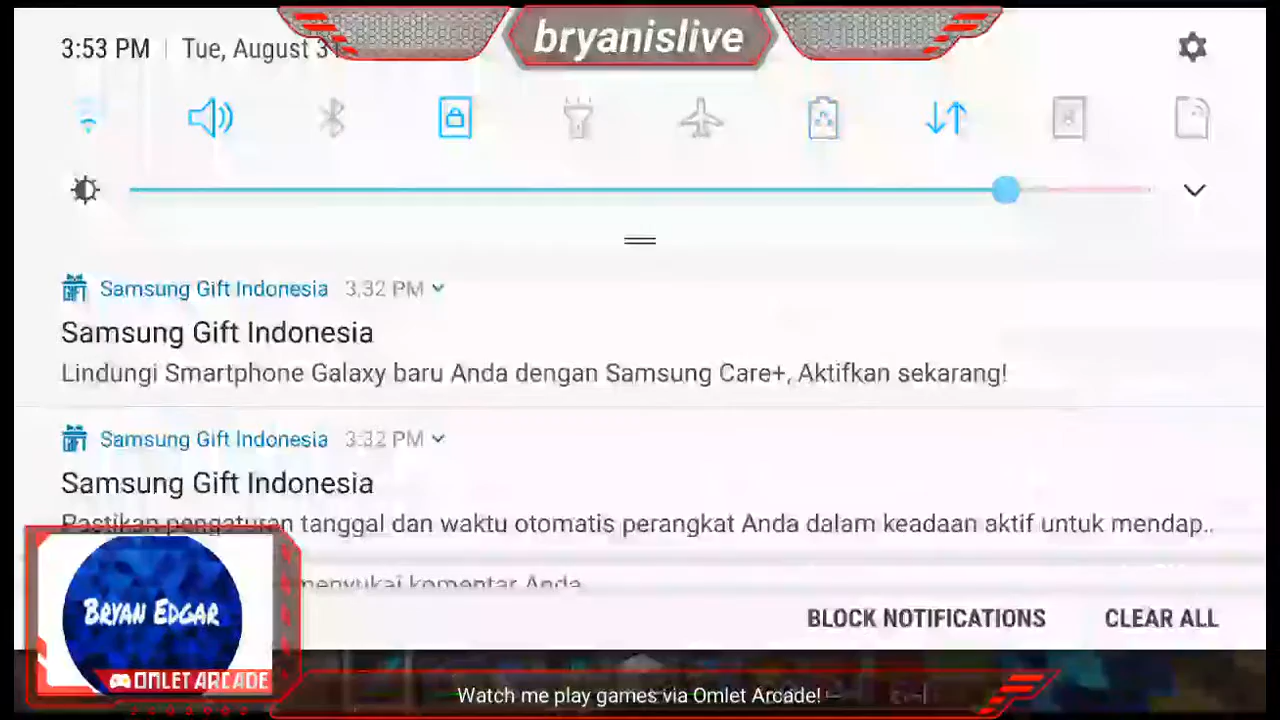 bryanislive
3:53 PM | Tue, August 31
Samsung Gift Indonesia 3:32 PM
Samsung Gift Indonesia
Lindungi Smartphone Galaxy baru Anda dengan Samsung Care+, Aktifkan sekarang!
Samsung Gift Indonesia 3:32 PM
Samsung Gift Indonesia
Pastikan pengaturan tanggal dan waktu otomatis perangkat Anda dalam keadaan aktif untuk mendap..
menyukai komentar Anda
BLOCK NOTIFICATIONS CLEAR ALL
BRYAN EDGAR
OMLET ARCADE
Watch me play games via Omlet Arcade!